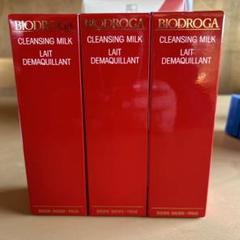 BIODROGA BIODROGA BIODROGA
CLEANSING MILK CLEANSING MILK CLEANSING MILK
LAIT LAIT LAIT
DEMAQUILLANT DEMAQUILLANT DEMAQUILLANT